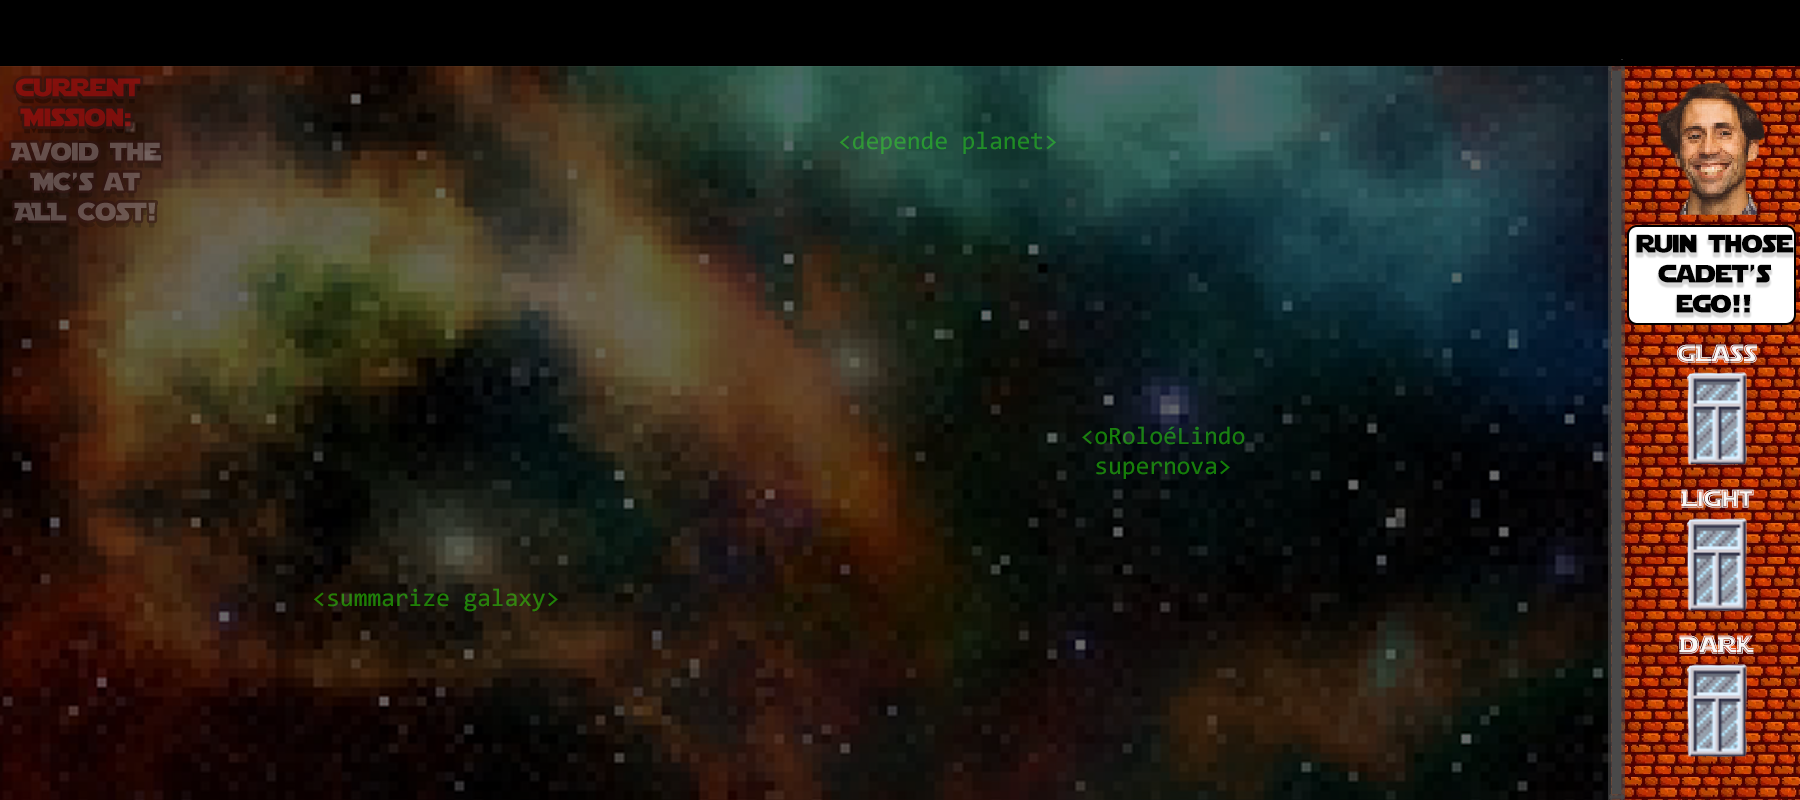 CURRENT
MISSION:
AVOID THE
MC'S AT
ALL COST!
<depende planet>
<oRoloéLindo
supernova>
<summarize galaxy>
RUIN THOSE
CADET'S
EGO!!
GLASS
LIGHT
DARK